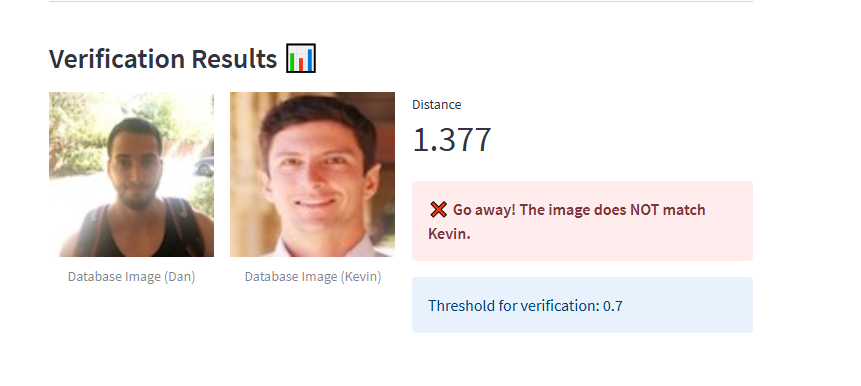 Verification Results 📊
Distance
1.377
❌ Go away! The image does NOT match
Kevin.
Database Image (Dan)
Database Image (Kevin)
Threshold for verification: 0.7